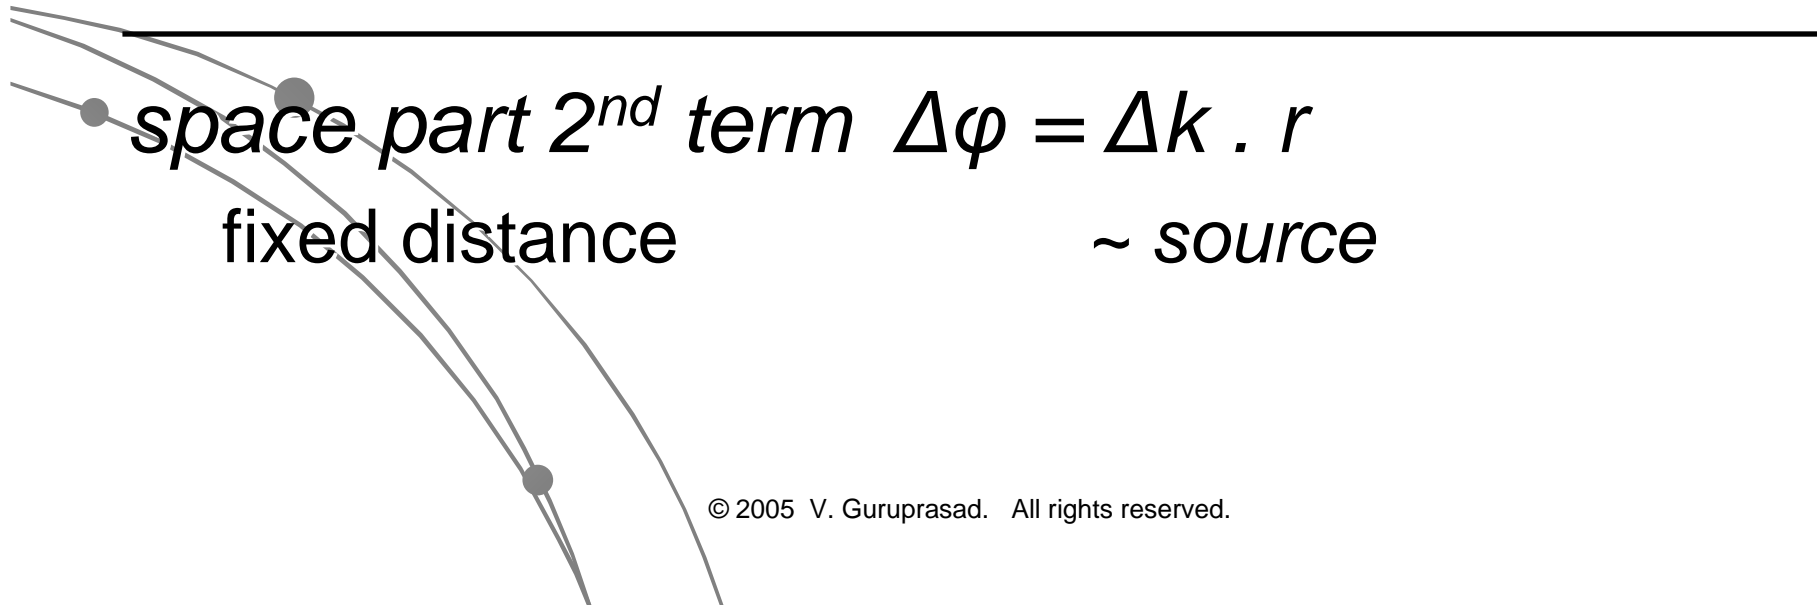 space part 2nd term Δφ = Δk . r
fixed distance ~ source
© 2005 V. Guruprasad. All rights reserved.